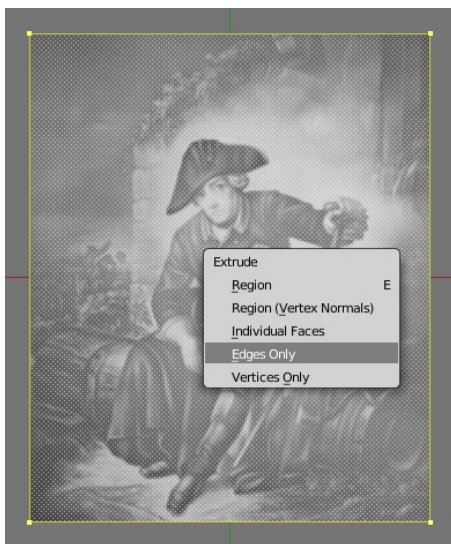 Extrude
Region E
Region (Vertex Normals)
Individual Faces
Edges Only
Vertices Only